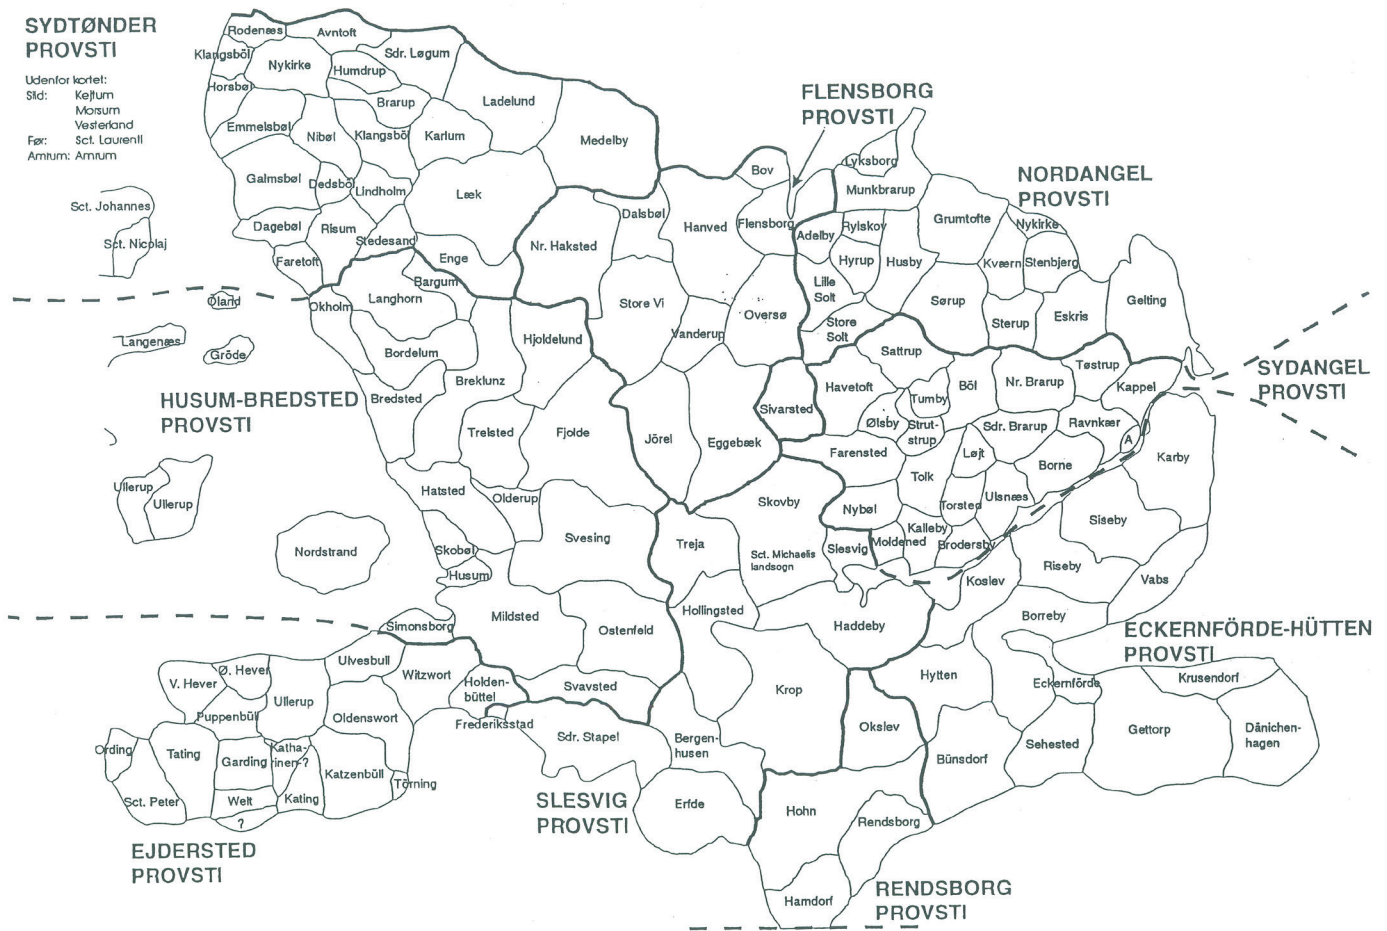 SYDTØNDER
PROVSTI
Udenfor kortet:
Sild: Kejtum
Morsum
Vesterland
Før: Sct. Laurenti
Amrum: Amrum
Rodenæs
Avntoft
Klangsböl
Nykirke
Sdr. Løgum
Humdrup
Horsbøl
Brarup
Ladelund
Emmelsbøl
Nibøl
Klangsböl
Karlum
Medelby
Galmsbøl
Dedsböl
Lindholm
Læk
Sct. Johannes
Sct. Nicolaj
Dagebøl
Risum
Stedesand
Faretoft
Enge
Bargum
FLENSBORG
PROVSTI
Bov
Lyksborg
Munkbrarup
NORDANGEL
PROVSTI
Dalsbøl
Hanved
Flensborg
Adelby
Rylskov
Grumtofte
Nykirke
Nr. Haksted
Hyrup
Husby
Kværn
Stenbjerg
Lille
Solt
Store Vi
Vanderup
Oversø
Store
Solt
Sørup
Sterup
Eskris
Gelting
Öland
Okholm
Langhorn
Langenæs
Gröde
Bordelum
Hjoldelund
HUSUM-BREDSTED
PROVSTI
Bredsted
Breklunz
Sattrup
SYDANGEL
PROVSTI
Havetoft
Tumby
Böl
Nr. Brarup
Tøstrup
Kappel
Sivarsted
Ølsby
Strut-
strup
Sdr. Brarup
Ravnkær
A
Trelsted
Fjolde
Jörel
Eggebæk
Farensted
Løjt
Borne
Karby
Tolk
Ullerup
Ullerup
Hatsted
Olderup
Skovby
Nybøl
Torsted
Ulsnæs
Siseby
Kalleby
Nordstrand
Skobøl
Svesing
Treja
Sct. Michaelis
landsogn
Slesvig
Moldened
Brodersby
Husum
Koslev
Riseby
Vabs
Simonsborg
Mildsted
Ostenfeld
Hollingsted
Haddeby
Borreby
ECKERNFÖRDE-HÜTTEN
PROVSTI
Ulvesbull
Witzwort
Holden-
büttel
Svavsted
Krop
Hytten
Eckernförde
Krusendorf
V. Hever
Ø. Hever
Ullerup
Puppenbüll
Oldenswort
Frederiksstad
Sdr. Stapel
Bergen-
husen
Okslev
Bünsdorf
Sehested
Gettorp
Dänichen-
hagen
Ording
Tating
Garding
Katha-
rinen-?
Katzenbüll
Törning
Sct. Peter
Welt
Kating
?
SLESVIG
PROVSTI
Erfde
Hohn
Rendsborg
EJDERSTED
PROVSTI
Hamdorf
RENDSBORG
PROVSTI